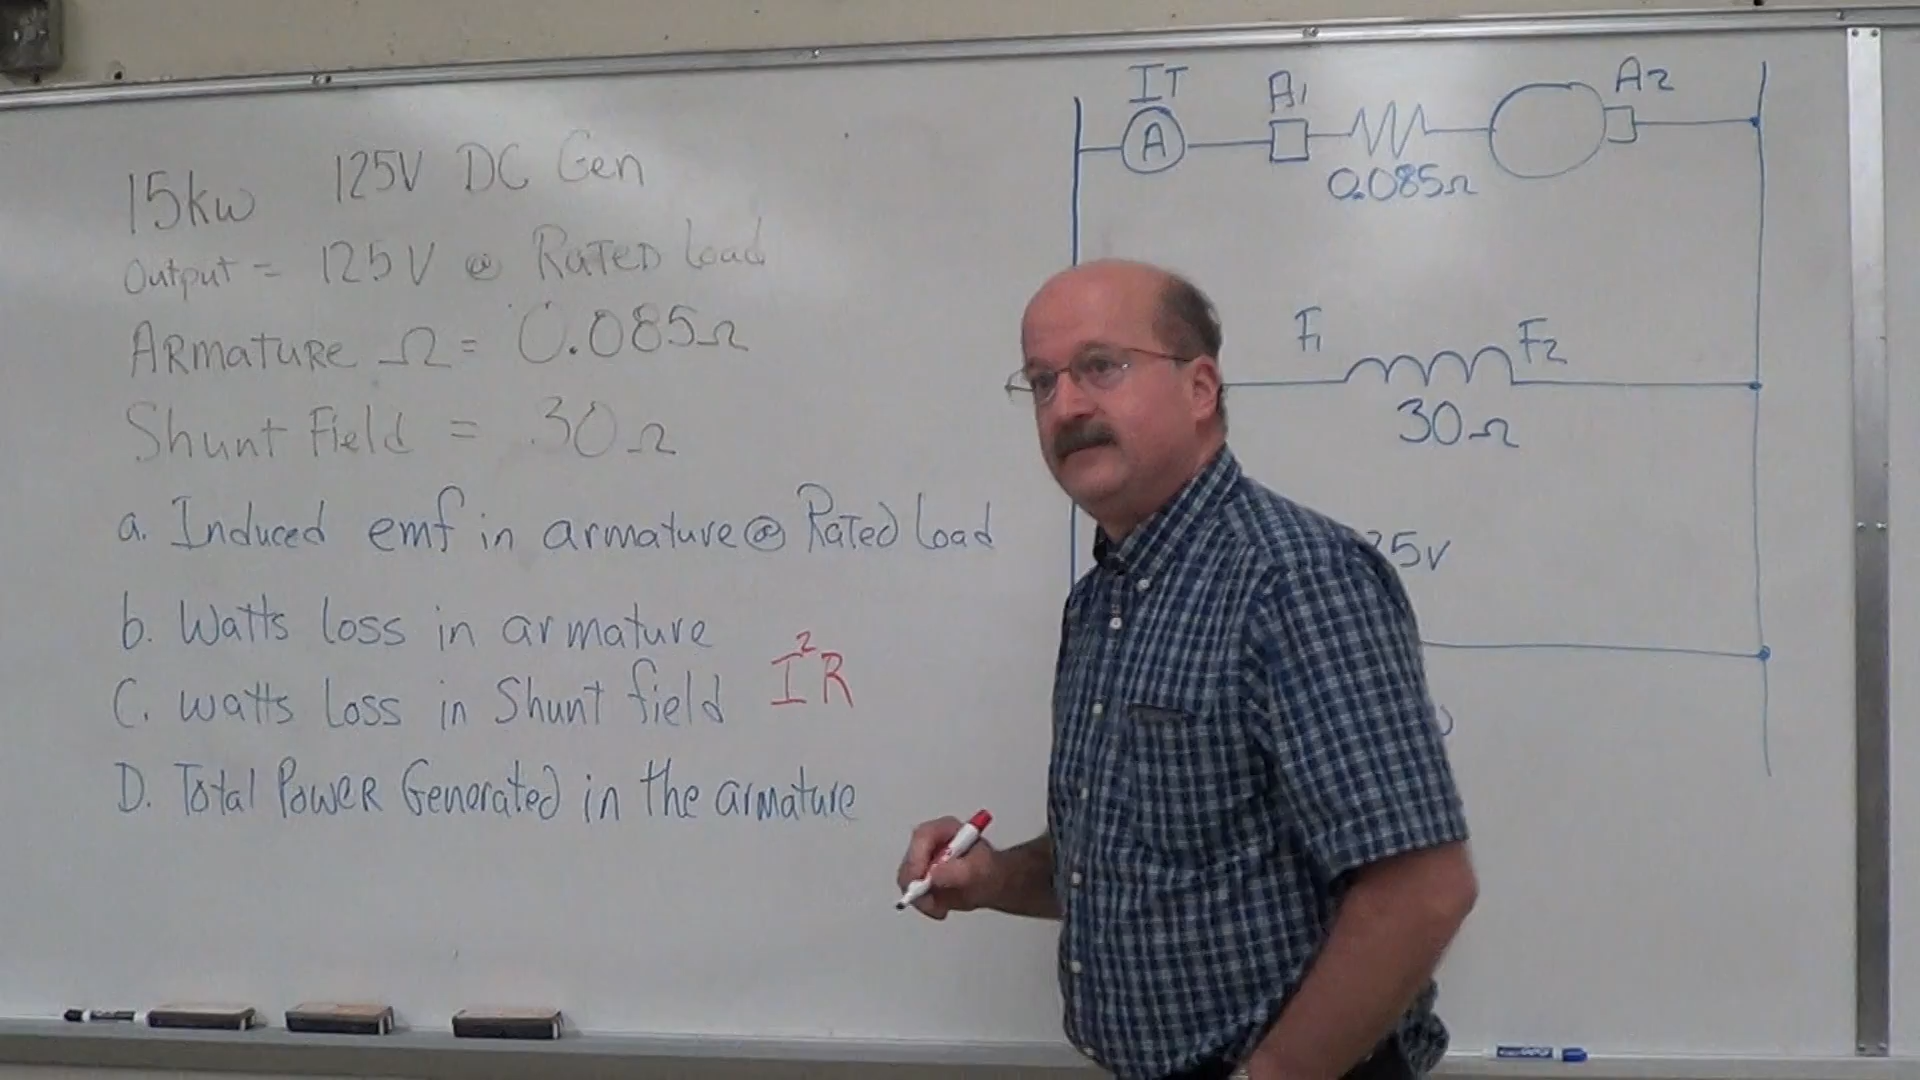 15kw 125V DC Gen
Output = 125V @ RATED Load
ARmaTURE Ω = 0.085Ω
Shunt Field = 30Ω
a. Induced emf in armature @ RaTed Load
b. Watts loss in armature
C. watts Loss in Shunt field I²R
D. Total PoweR Generated in the armature
IT
A
A1
A2
0.085Ω
F1
F2
30Ω
25V